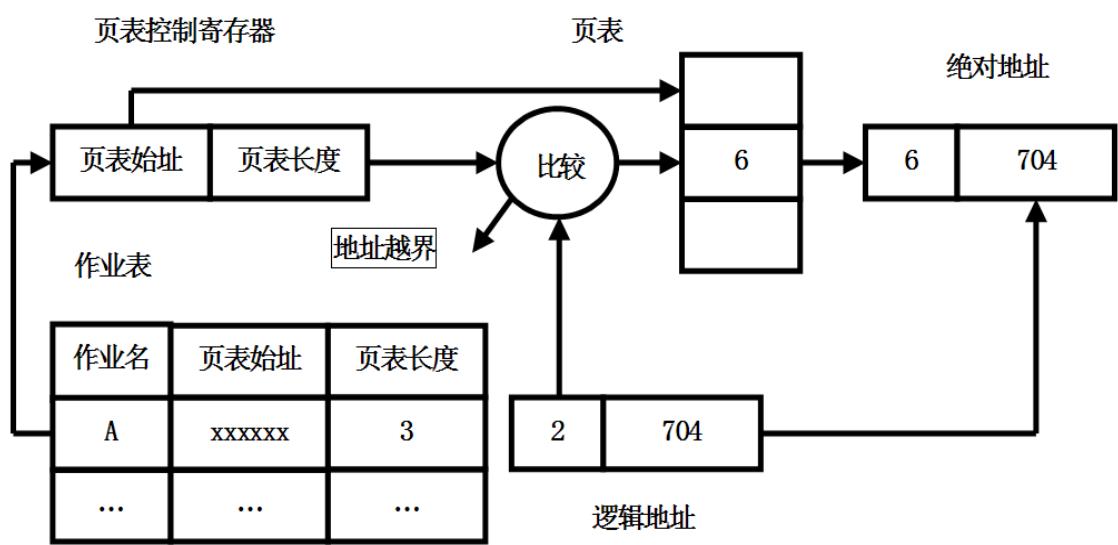 页表控制寄存器
页表
绝对地址
页表始址 页表长度
比较
6
6 704
地址越界
作业表
作业名 页表始址 页表长度
A xxxxxx 3
… … …
2 704
逻辑地址